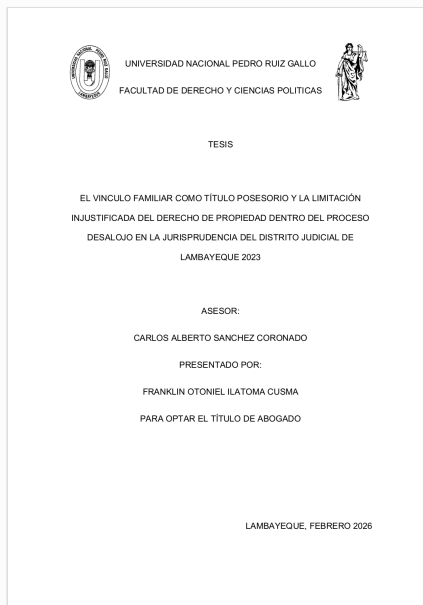 UNIVERSIDAD NACIONAL PEDRO RUIZ GALLO
FACULTAD DE DERECHO Y CIENCIAS POLITICAS
TESIS
EL VINCULO FAMILIAR COMO TÍTULO POSESORIO Y LA LIMITACIÓN
INJUSTIFICADA DEL DERECHO DE PROPIEDAD DENTRO DEL PROCESO
DESALOJO EN LA JURISPRUDENCIA DEL DISTRITO JUDICIAL DE
LAMBAYEQUE 2023
ASESOR:
CARLOS ALBERTO SANCHEZ CORONADO
PRESENTADO POR:
FRANKLIN OTONIEL ILATOMA CUSMA
PARA OPTAR EL TÍTULO DE ABOGADO
LAMBAYEQUE, FEBRERO 2026